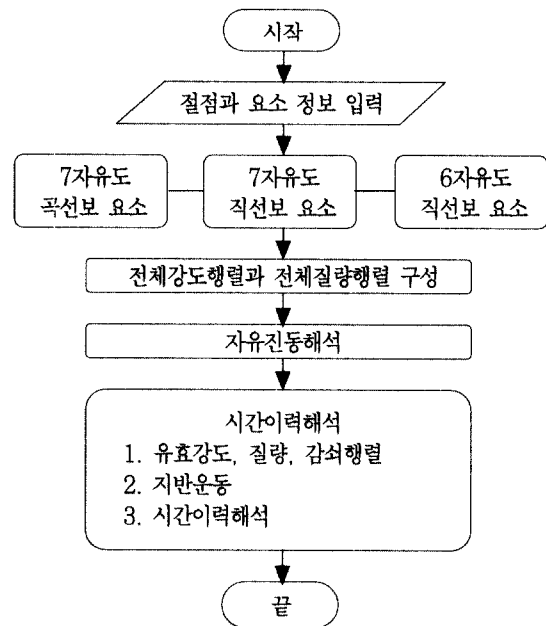 시작
절점과 요소 정보 입력
7자유도
곡선보 요소
7자유도
직선보 요소
6자유도
직선보 요소
전체강도행렬과 전체질량행렬 구성
자유진동해석
시간이력해석
1. 유효강도, 질량, 감쇠행렬
2. 지반운동
3. 시간이력해석
끝